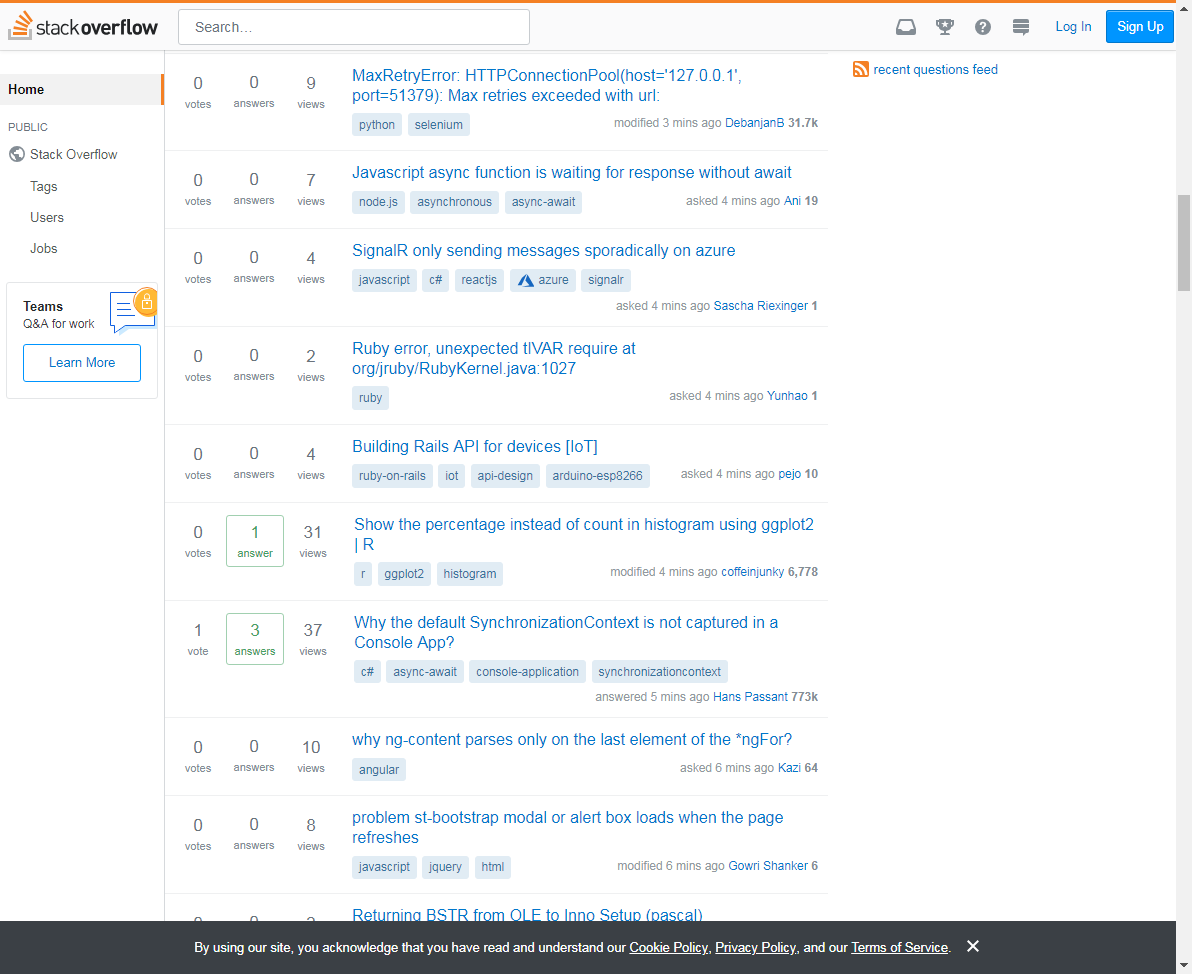 stackoverflow Search… Log In Sign Up
Home
PUBLIC
Stack Overflow
Tags
Users
Jobs
Teams
Q&A for work
Learn More
0 votes 0 answers 9 views
MaxRetryError: HTTPConnectionPool(host='127.0.0.1',
port=51379): Max retries exceeded with url:
python selenium
modified 3 mins ago DebanjanB 31.7k
0 votes 0 answers 7 views
Javascript async function is waiting for response without await
node.js asynchronous async-await
asked 4 mins ago Ani 19
0 votes 0 answers 4 views
SignalR only sending messages sporadically on azure
javascript c# reactjs azure signalr
asked 4 mins ago Sascha Riexinger 1
0 votes 0 answers 2 views
Ruby error, unexpected tIVAR require at
org/jruby/RubyKernel.java:1027
ruby
asked 4 mins ago Yunhao 1
0 votes 0 answers 4 views
Building Rails API for devices [IoT]
ruby-on-rails iot api-design arduino-esp8266
asked 4 mins ago pejo 10
0 votes 1 answer 31 views
Show the percentage instead of count in histogram using ggplot2
| R
r ggplot2 histogram
modified 4 mins ago coffeinjunky 6,778
1 vote 3 answers 37 views
Why the default SynchronizationContext is not captured in a
Console App?
c# async-await console-application synchronizationcontext
answered 5 mins ago Hans Passant 773k
0 votes 0 answers 10 views
why ng-content parses only on the last element of the *ngFor?
angular
asked 6 mins ago Kazi 64
0 votes 0 answers 8 views
problem st-bootstrap modal or alert box loads when the page
refreshes
javascript jquery html
modified 6 mins ago Gowri Shanker 6
Returning BSTR from OLE to Inno Setup (pascal)
recent questions feed
By using our site, you acknowledge that you have read and understand our Cookie Policy, Privacy Policy, and our Terms of Service.